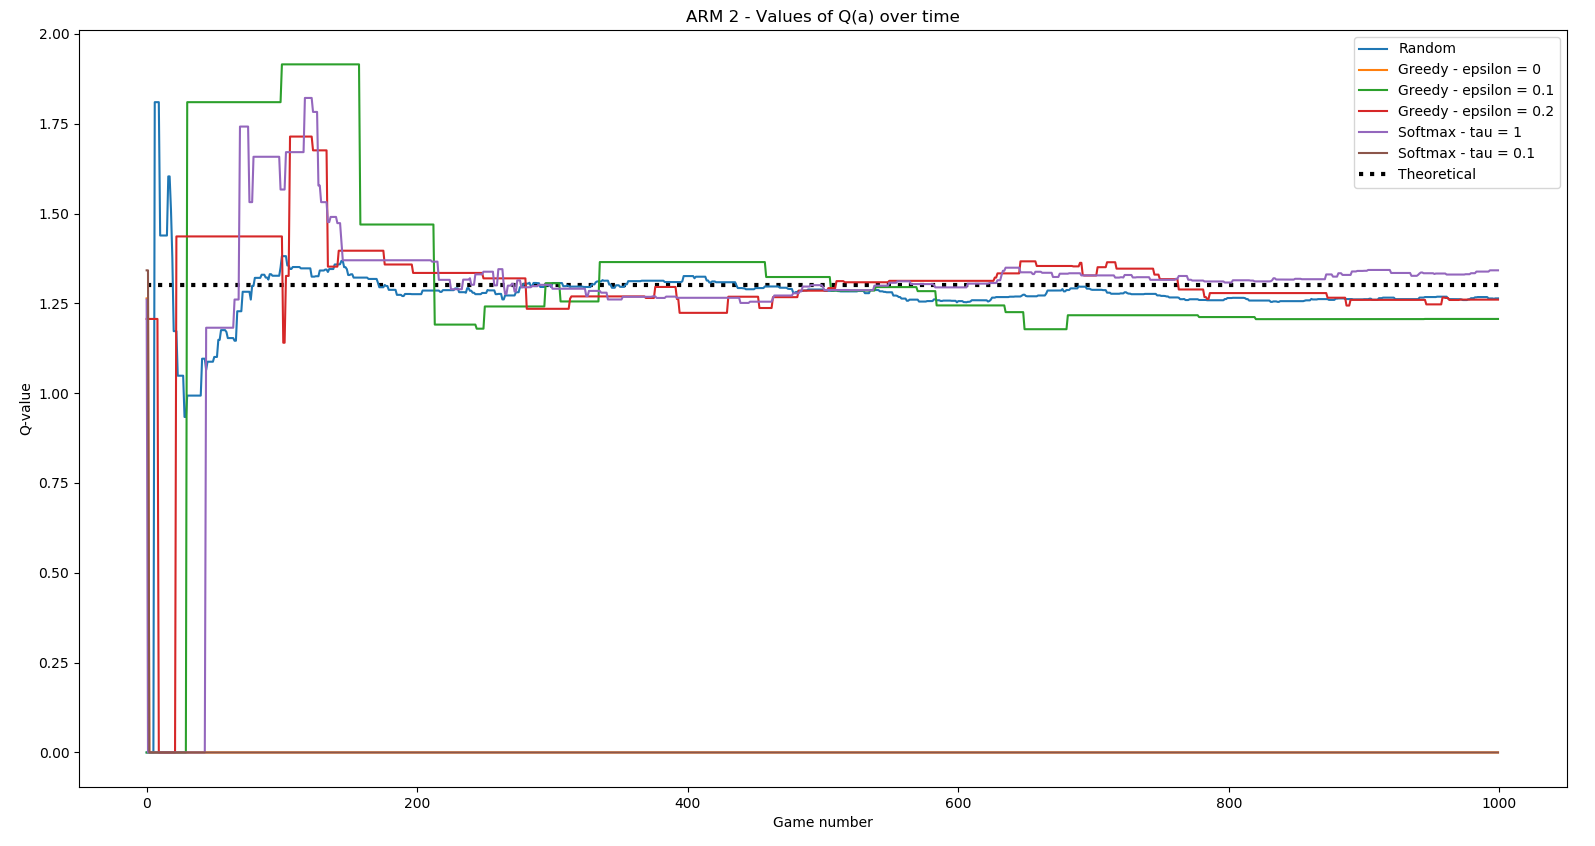 ARM 2 - Values of Q(a) over time
2.00
1.75
1.50
1.25
1.00
0.75
0.50
0.25
0.00
Q-value
0 200 400 600 800 1000
Game number
Random
Greedy - epsilon = 0
Greedy - epsilon = 0.1
Greedy - epsilon = 0.2
Softmax - tau = 1
Softmax - tau = 0.1
Theoretical